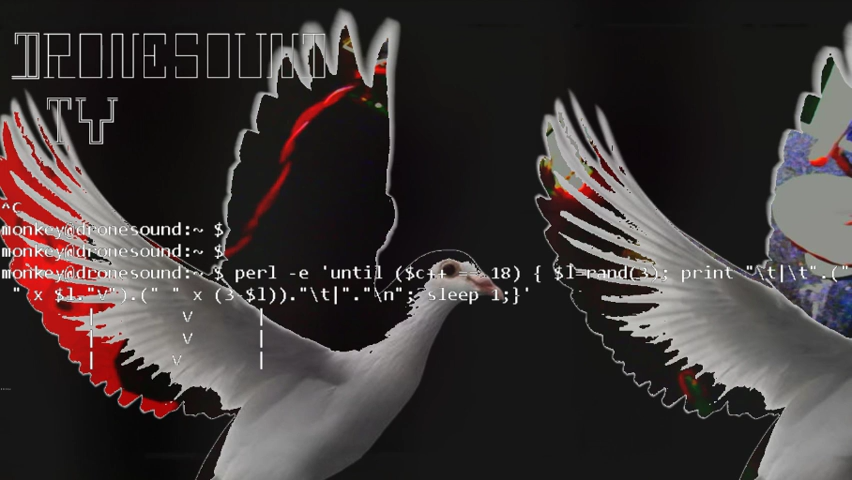 DRONESOUND
TV
^C
monkey@dronesound:~ $
monkey@dronesound:~ $
monkey@dronesound:~ $ perl -e 'until ($c++ == 18) { $l=rand(3); print "\t|\t".("
" x $l."v").(" " x (3-$l))."\t|"."\n"; sleep 1;}'
| v |
| v |
| v |